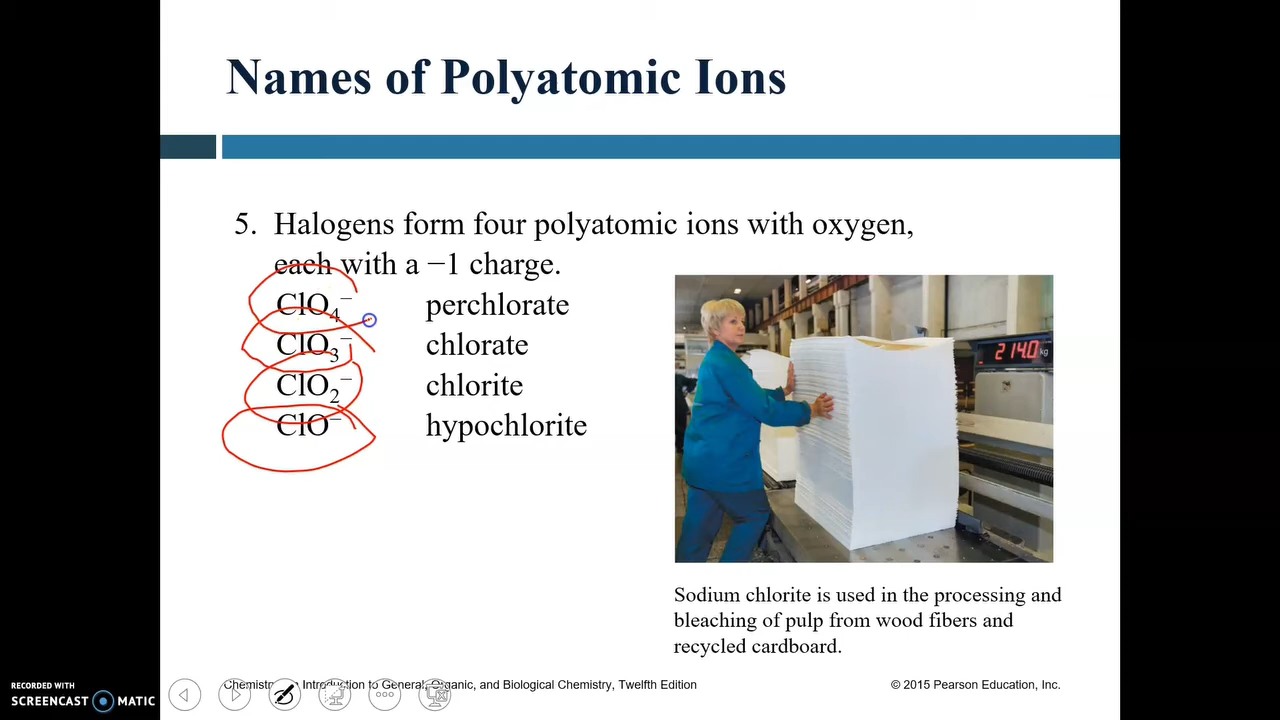 Names of Polyatomic Ions
5. Halogens form four polyatomic ions with oxygen,
each with a −1 charge.
ClO₄⁻ perchlorate
ClO₃⁻ chlorate
ClO₂⁻ chlorite
ClO⁻ hypochlorite
214.0 kg
Sodium chlorite is used in the processing and
bleaching of pulp from wood fibers and
recycled cardboard.
RECORDED WITH
SCREENCAST MATIC
Chemistry: Introduction to General, Organic, and Biological Chemistry, Twelfth Edition
© 2015 Pearson Education, Inc.